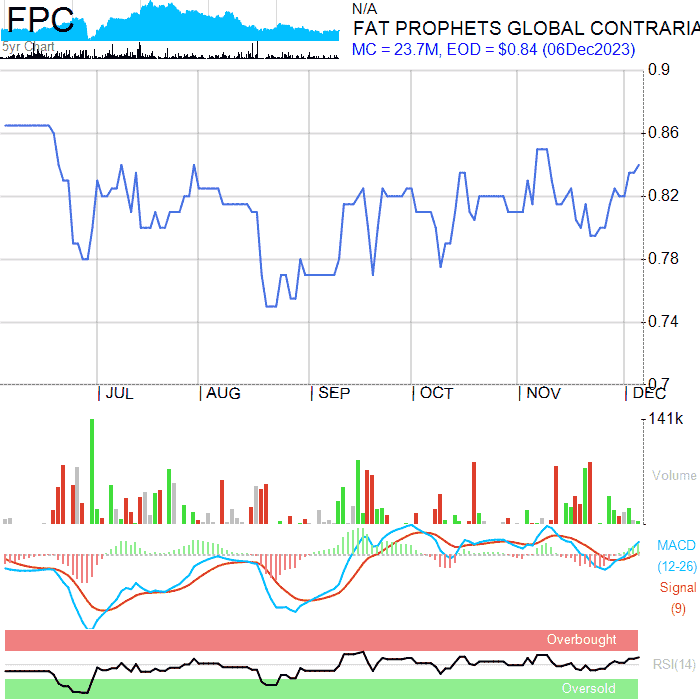 FPC
5yr Chart
N/A
FAT PROPHETS GLOBAL CONTRARIA
MC = 23.7M, EOD = $0.84 (06Dec2023)
0.9
0.86
0.82
0.78
0.74
0.7
JUL AUG SEP OCT NOV DEC
141k
Volume
MACD
(12-26)
Signal
(9)
Overbought
RSI(14)
Oversold